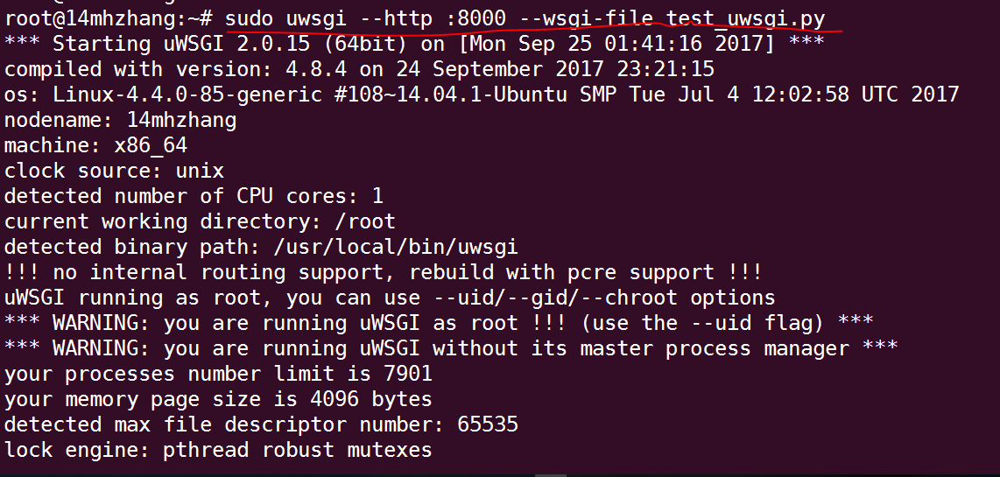 root@14mhzhang:~# sudo uwsgi --http :8000 --wsgi-file test_uwsgi.py
*** Starting uWSGI 2.0.15 (64bit) on [Mon Sep 25 01:41:16 2017] ***
compiled with version: 4.8.4 on 24 September 2017 23:21:15
os: Linux-4.4.0-85-generic #108~14.04.1-Ubuntu SMP Tue Jul 4 12:02:58 UTC 2017
nodename: 14mhzhang
machine: x86_64
clock source: unix
detected number of CPU cores: 1
current working directory: /root
detected binary path: /usr/local/bin/uwsgi
!!! no internal routing support, rebuild with pcre support !!!
uWSGI running as root, you can use --uid/--gid/--chroot options
*** WARNING: you are running uWSGI as root !!! (use the --uid flag) ***
*** WARNING: you are running uWSGI without its master process manager ***
your processes number limit is 7901
your memory page size is 4096 bytes
detected max file descriptor number: 65535
lock engine: pthread robust mutexes